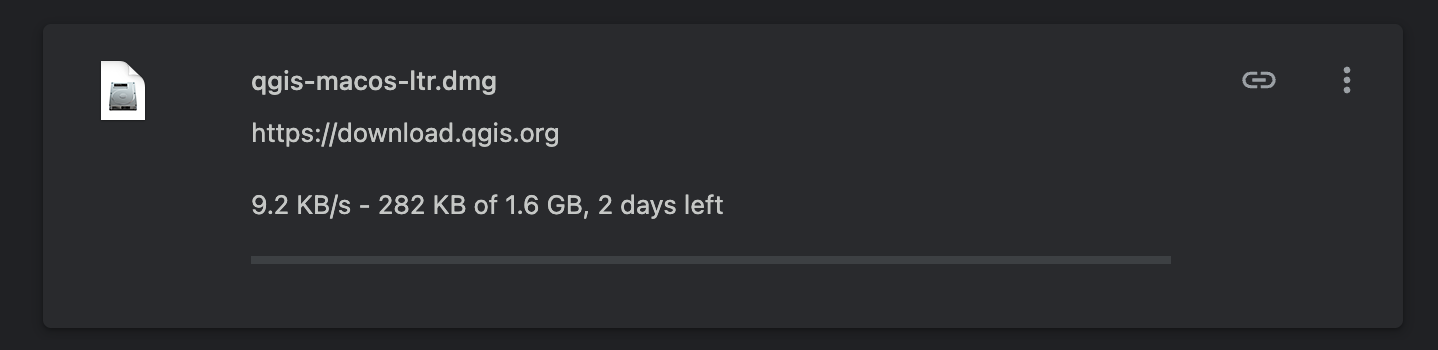 qgis-macos-ltr.dmg
https://download.qgis.org
9.2 KB/s - 282 KB of 1.6 GB, 2 days left